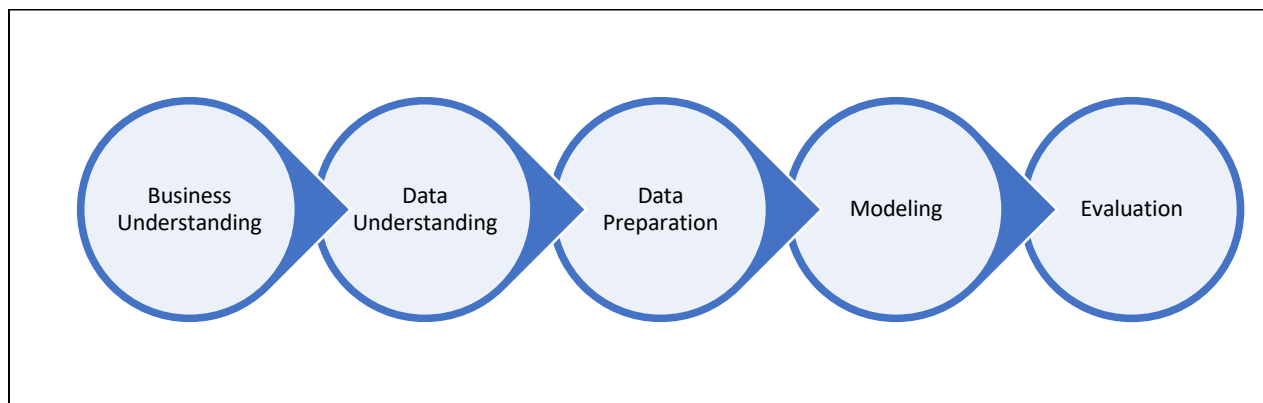 Business
Understanding
Data
Understanding
Data
Preparation
Modeling
Evaluation